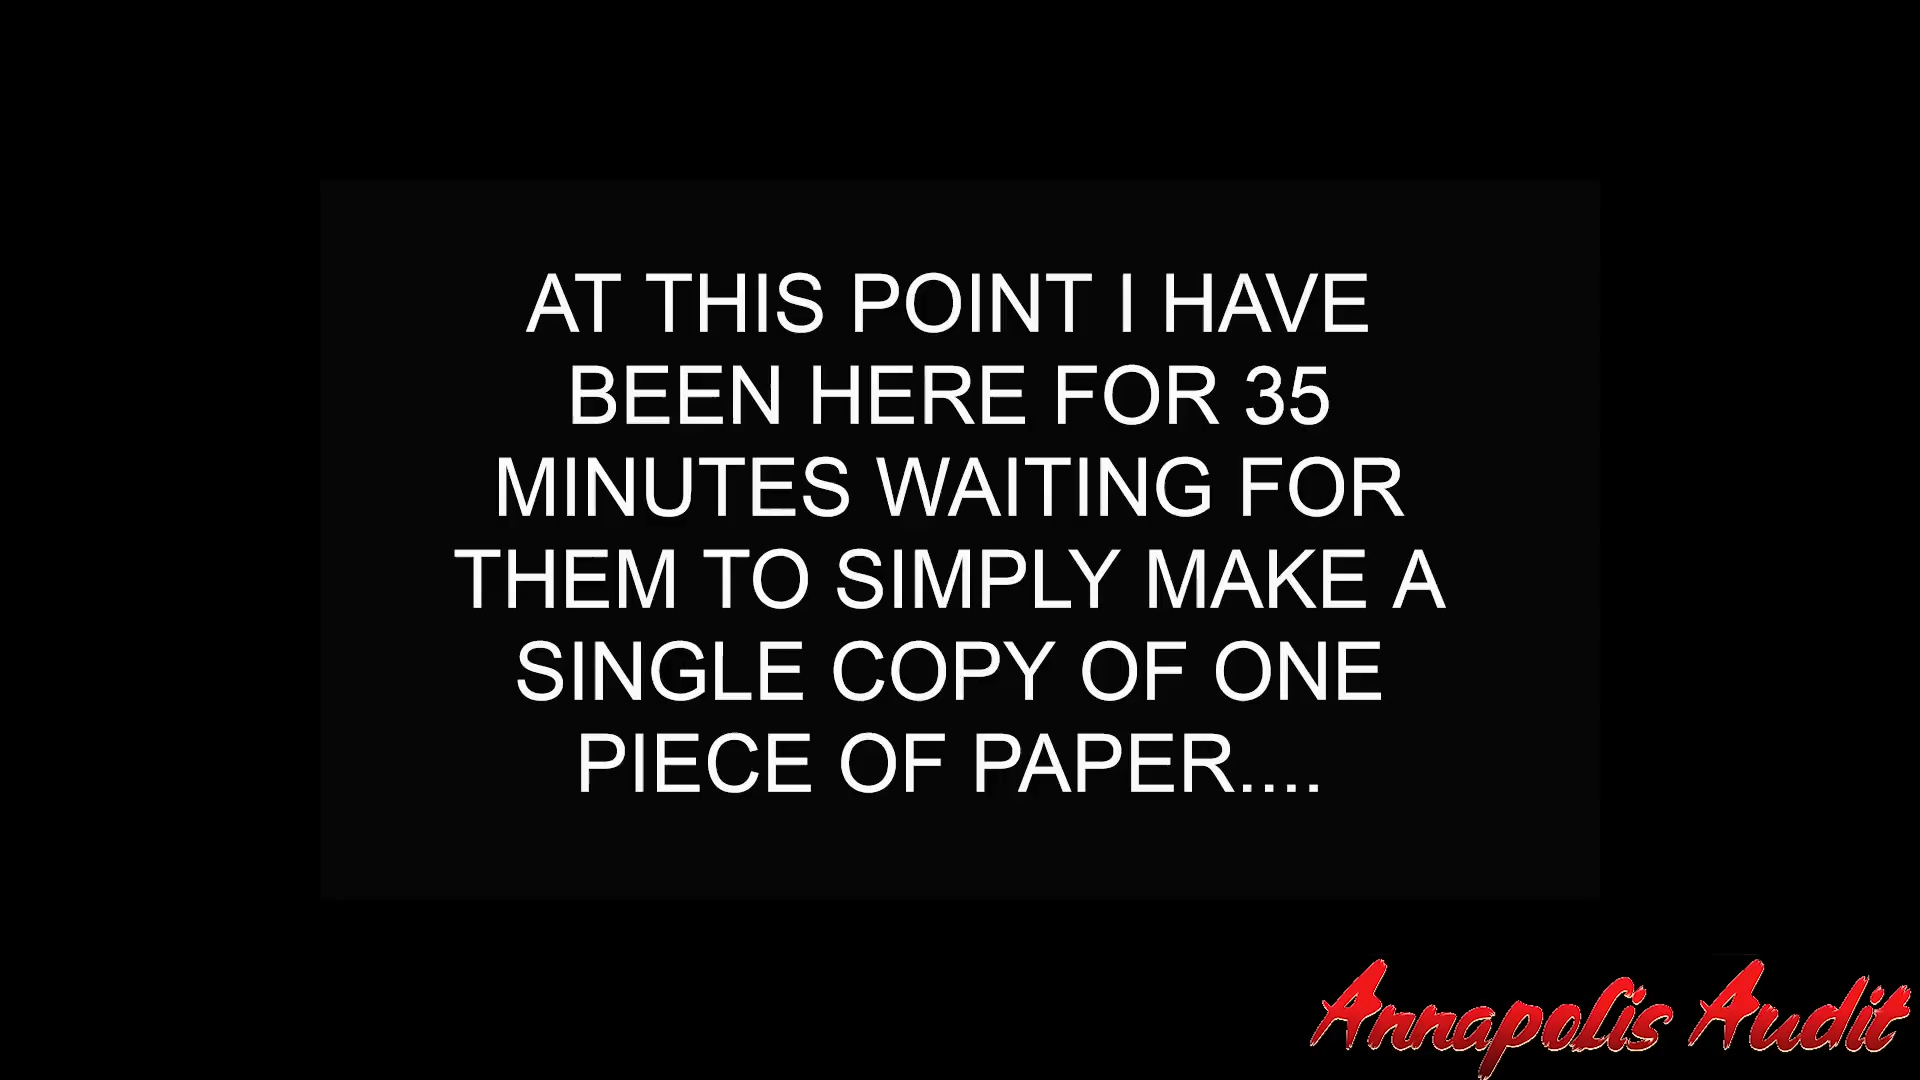 AT THIS POINT I HAVE
BEEN HERE FOR 35
MINUTES WAITING FOR
THEM TO SIMPLY MAKE A
SINGLE COPY OF ONE
PIECE OF PAPER....
Annapolis Audit